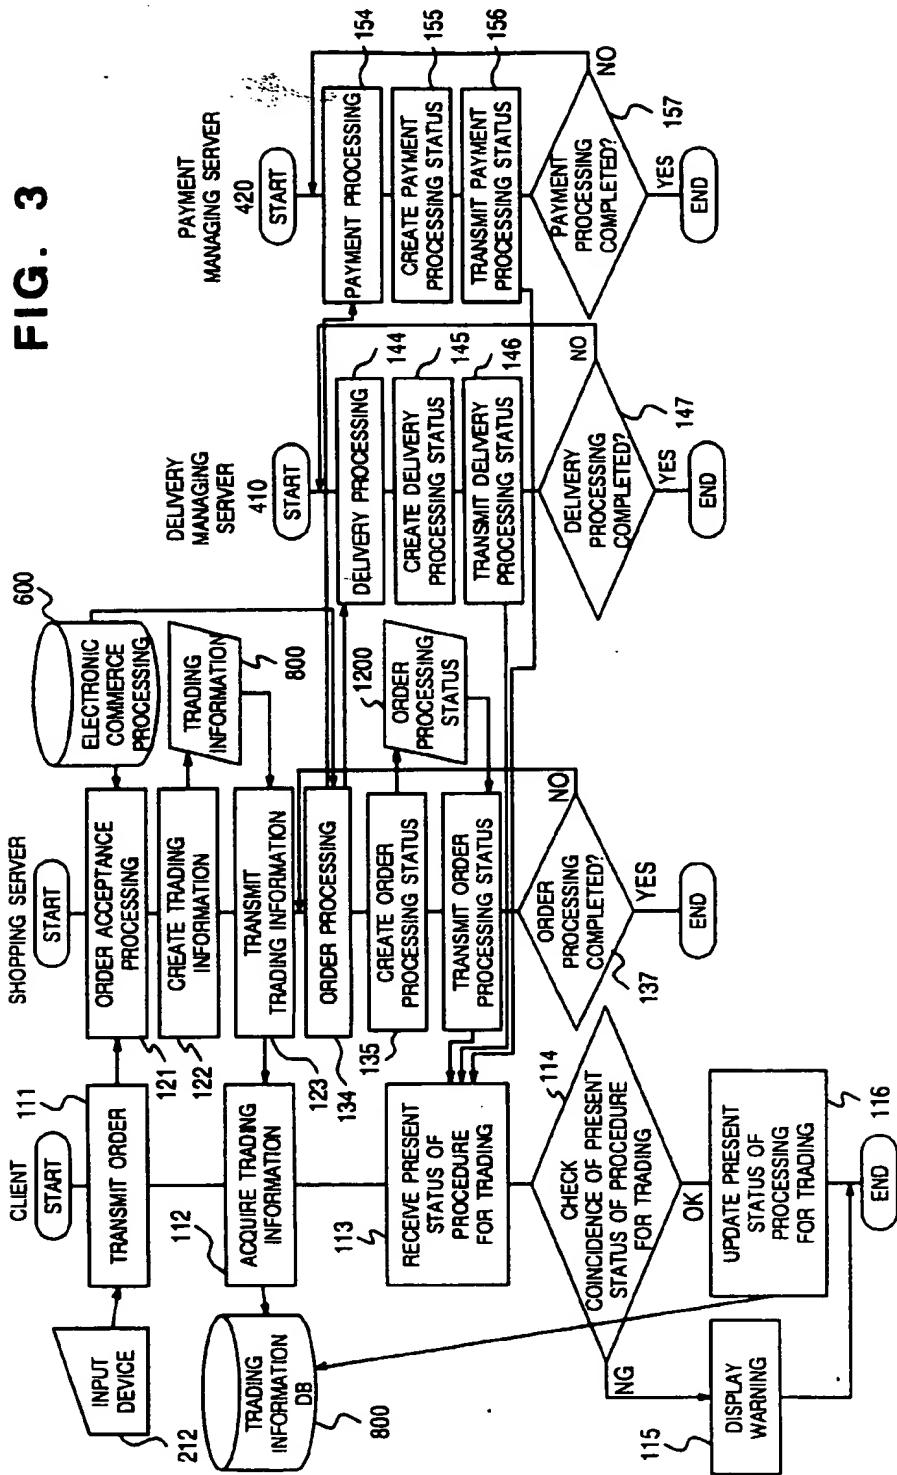 FIG. 3
CLIENT
START
111
TRANSMIT ORDER
INPUT
DEVICE
212
112
ACQUIRE TRADING
INFORMATION
TRADING
INFORMATION
DB
800
113
RECEIVE PRESENT
STATUS OF
PROCEDURE
FOR TRADING
114
CHECK
COINCIDENCE OF PRESENT
STATUS OF PROCEDURE
FOR TRADING
NG
OK
115
DISPLAY
WARNING
UPDATE PRESENT
STATUS OF
PROCESSING
FOR TRADING
116
END
SHOPPING SERVER
START
ORDER ACCEPTANCE
PROCESSING
121
CREATE TRADING
INFORMATION
122
TRANSMIT
TRADING INFORMATION
123
ORDER PROCESSING
134
CREATE ORDER
PROCESSING STATUS
135
TRANSMIT ORDER
PROCESSING STATUS
ORDER
PROCESSING
COMPLETED?
137
NO
YES
END
600
ELECTRONIC
COMMERCE
PROCESSING
TRADING
INFORMATION
800
1200
ORDER
PROCESSING
STATUS
DELIVERY
MANAGING
SERVER
410
START
DELIVERY PROCESSING
144
CREATE DELIVERY
PROCESSING STATUS
145
TRANSMIT DELIVERY
PROCESSING STATUS
146
DELIVERY
PROCESSING
COMPLETED?
147
NO
YES
END
PAYMENT
MANAGING SERVER
420
START
PAYMENT PROCESSING
154
CREATE PAYMENT
PROCESSING STATUS
155
TRANSMIT PAYMENT
PROCESSING STATUS
156
PAYMENT
PROCESSING
COMPLETED?
157
NO
YES
END